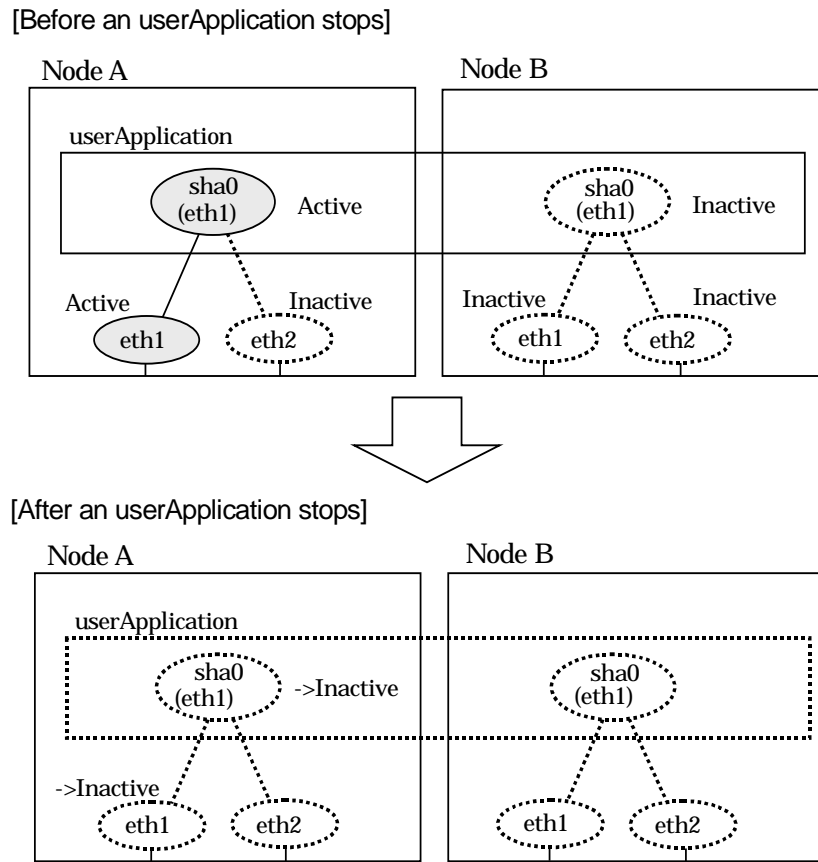 [Before an userApplication stops]
Node A
Node B
userApplication
sha0
(eth1)
Active
sha0
(eth1)
Inactive
Active
Inactive
Inactive
Inactive
eth1
eth2
eth1
eth2
[After an userApplication stops]
Node A
Node B
userApplication
sha0
(eth1)
->Inactive
sha0
(eth1)
->Inactive
eth1
eth2
eth1
eth2